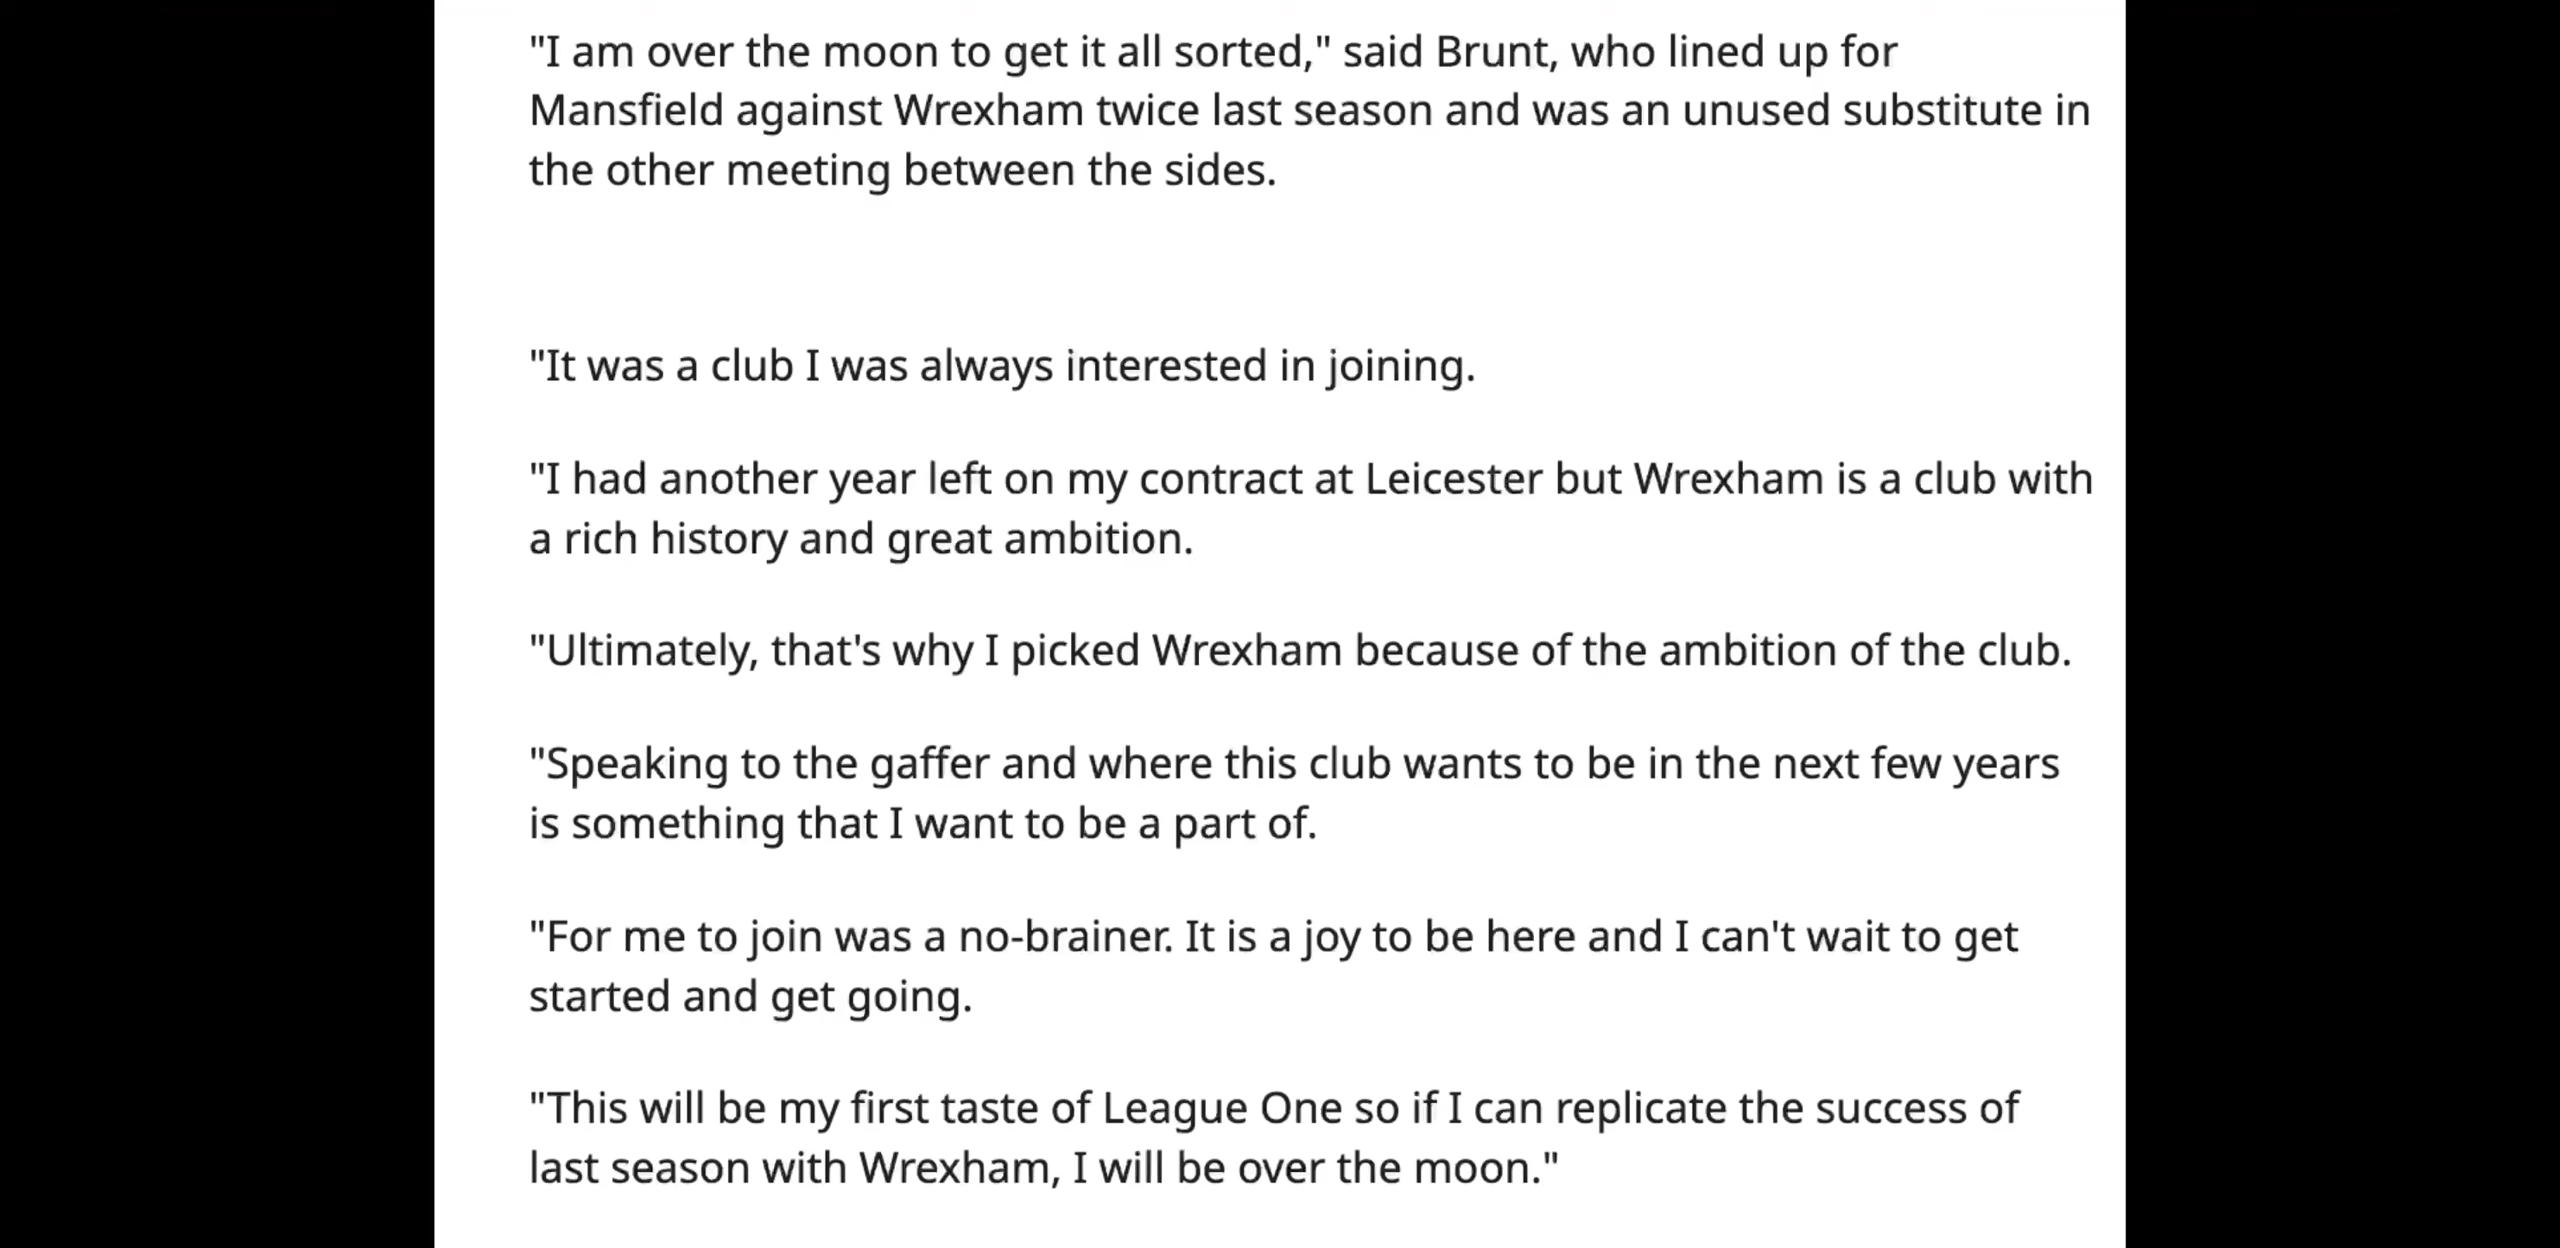 "I am over the moon to get it all sorted," said Brunt, who lined up for
Mansfield against Wrexham twice last season and was an unused substitute in
the other meeting between the sides.
"It was a club I was always interested in joining.
"I had another year left on my contract at Leicester but Wrexham is a club with
a rich history and great ambition.
"Ultimately, that's why I picked Wrexham because of the ambition of the club.
"Speaking to the gaffer and where this club wants to be in the next few years
is something that I want to be a part of.
"For me to join was a no-brainer. It is a joy to be here and I can't wait to get
started and get going.
"This will be my first taste of League One so if I can replicate the success of
last season with Wrexham, I will be over the moon."